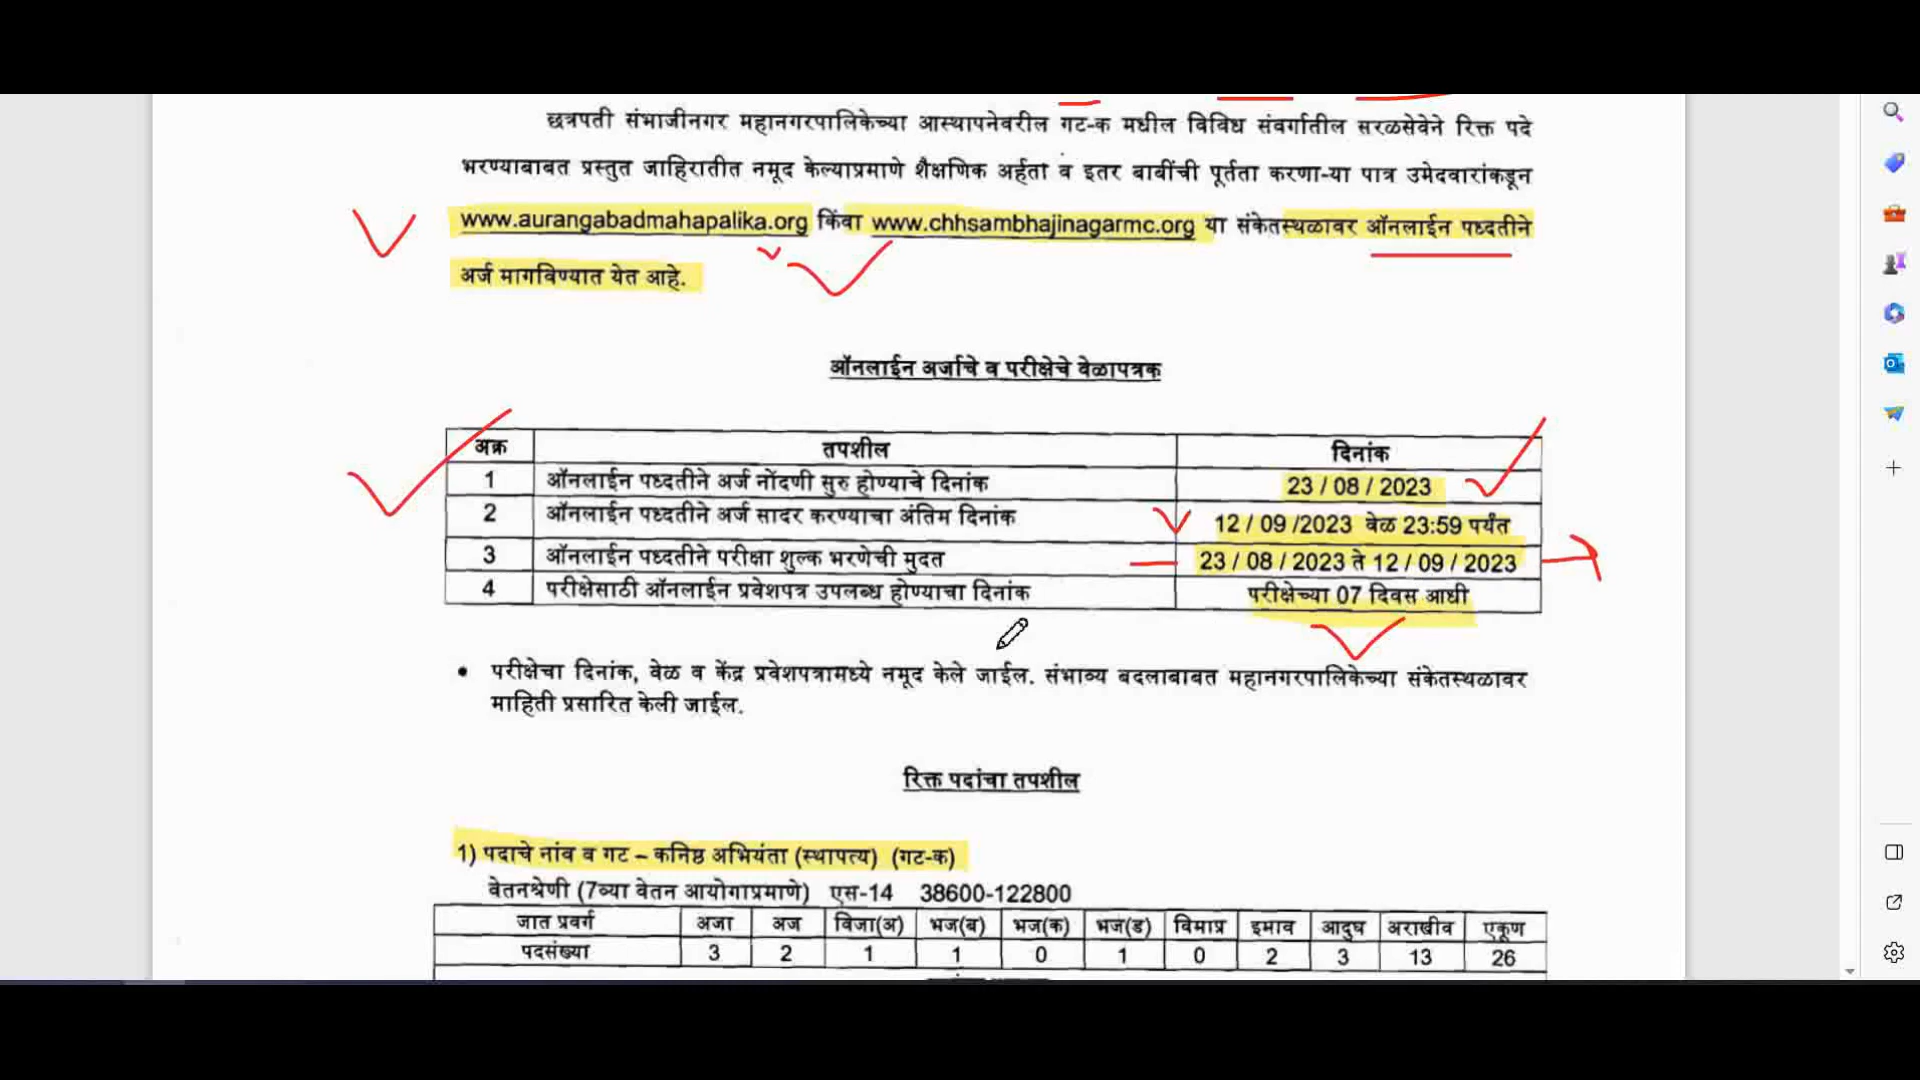 छत्रपती संभाजीनगर महानगरपालिकेच्या आस्थापनेवरील गट-क मधील विविध संवर्गातील सरळसेवेने रिक्त पदे
भरण्याबाबत प्रस्तुत जाहिरातीत नमूद केल्याप्रमाणे शैक्षणिक अर्हता व इतर बाबींची पूर्तता करणा-या पात्र उमेदवारांकडून
www.aurangabadmahapalika.org किंवा www.chhsambhajinagarmc.org या संकेतस्थळावर ऑनलाईन पध्दतीने
अर्ज मागविण्यात येत आहे.
ऑनलाईन अर्जाचे व परीक्षेचे वेळापत्रक
अक्र तपशील दिनांक
1 ऑनलाईन पध्दतीने अर्ज नोंदणी सुरु होण्याचे दिनांक 23 / 08 / 2023
2 ऑनलाईन पध्दतीने अर्ज सादर करण्याचा अंतिम दिनांक 12 / 09 /2023 वेळ 23:59 पर्यंत
3 ऑनलाईन पध्दतीने परीक्षा शुल्क भरणेची मुदत 23 / 08 / 2023 ते 12 / 09 / 2023
4 परीक्षेसाठी ऑनलाईन प्रवेशपत्र उपलब्ध होण्याचा दिनांक परीक्षेच्या 07 दिवस आधी
• परीक्षेचा दिनांक, वेळ व केंद्र प्रवेशपत्रामध्ये नमूद केले जाईल. संभाव्य बदलाबाबत महानगरपालिकेच्या संकेतस्थळावर
माहिती प्रसारित केली जाईल.
रिक्त पदांचा तपशील
1) पदाचे नांव व गट – कनिष्ठ अभियंता (स्थापत्य) (गट-क)
वेतनश्रेणी (7व्या वेतन आयोगाप्रमाणे) एस-14 38600-122800
जात प्रवर्ग अजा अज विजा(अ) भज(ब) भज(क) भज(ड) विमाप्र इमाव आदुघ अराखीव एकूण
पदसंख्या 3 2 1 1 0 1 0 2 3 13 26